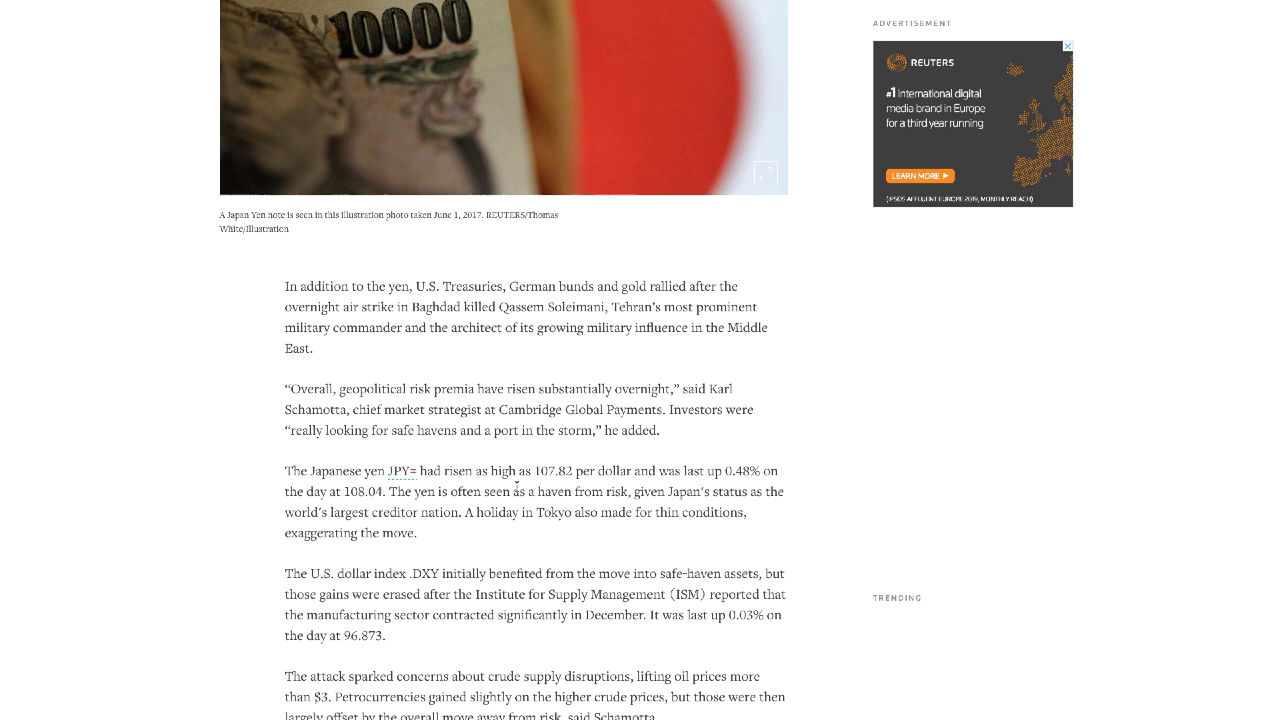 10000
A Japan Yen note is seen in this illustration photo taken June 1, 2017. REUTERS/Thomas
White/Illustration
In addition to the yen, U.S. Treasuries, German bunds and gold rallied after the
overnight air strike in Baghdad killed Qassem Soleimani, Tehran’s most prominent
military commander and the architect of its growing military influence in the Middle
East.
“Overall, geopolitical risk premia have risen substantially overnight,” said Karl
Schamotta, chief market strategist at Cambridge Global Payments. Investors were
“really looking for safe havens and a port in the storm,” he added.
The Japanese yen JPY= had risen as high as 107.82 per dollar and was last up 0.48% on
the day at 108.04. The yen is often seen as a haven from risk, given Japan’s status as the
world’s largest creditor nation. A holiday in Tokyo also made for thin conditions,
exaggerating the move.
The U.S. dollar index .DXY initially benefited from the move into safe-haven assets, but
those gains were erased after the Institute for Supply Management (ISM) reported that
the manufacturing sector contracted significantly in December. It was last up 0.03% on
the day at 96.873.
The attack sparked concerns about crude supply disruptions, lifting oil prices more
than $3. Petrocurrencies gained slightly on the higher crude prices, but those were then
largely offset by the overall move away from risk, said Schamotta.
ADVERTISEMENT
REUTERS
#1 international digital
media brand in Europe
for a third year running
LEARN MORE
(IPSOS AFFLUENT EUROPE 2019, MONTHLY REACH)
TRENDING